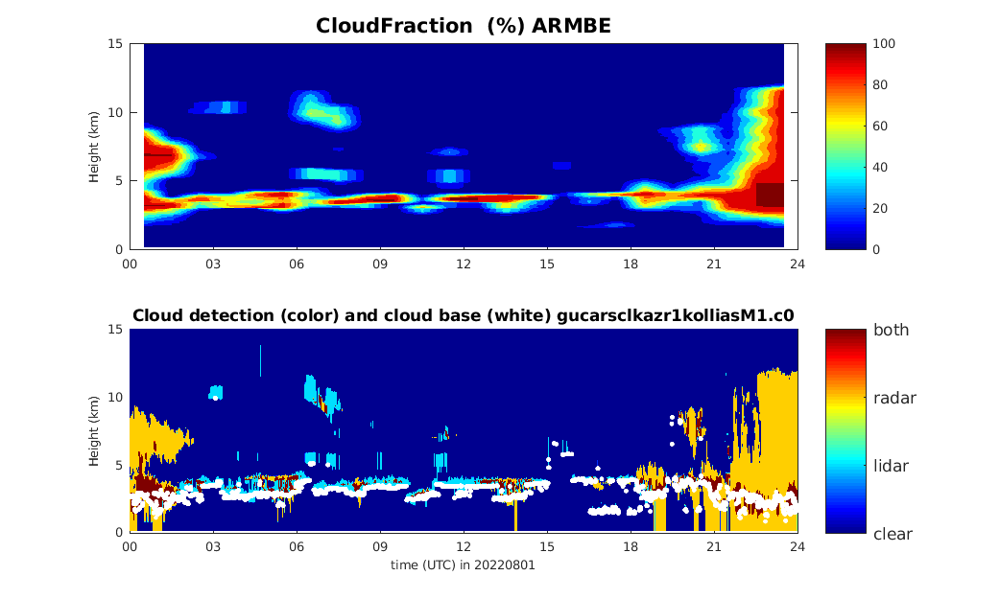 CloudFraction (%) ARMBE
15
10
5
0
Height (km)
00 03 06 09 12 15 18 21 24
100
80
60
40
20
0
Cloud detection (color) and cloud base (white) gucarsclkazr1kolliasM1.c0
15
10
5
0
Height (km)
00 03 06 09 12 15 18 21 24
time (UTC) in 20220801
both
radar
lidar
clear